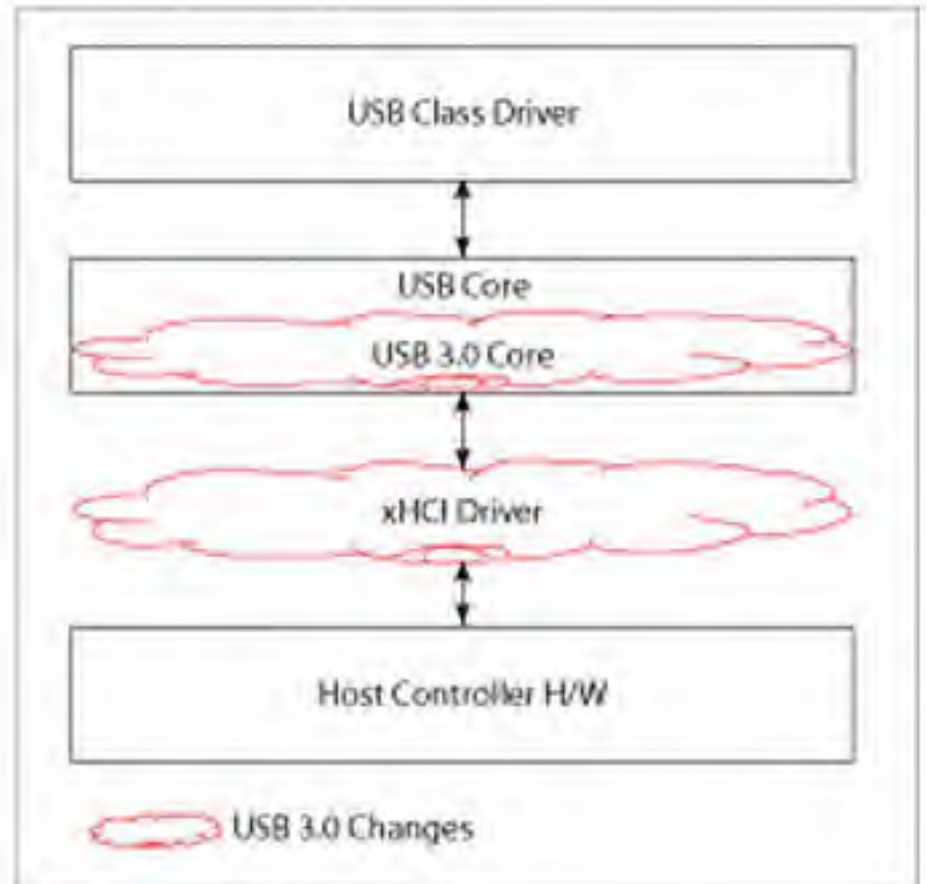 USB Class Driver
USB Core
USB 3.0 Core
xHCI Driver
Host Controller H/W
USB 3.0 Changes